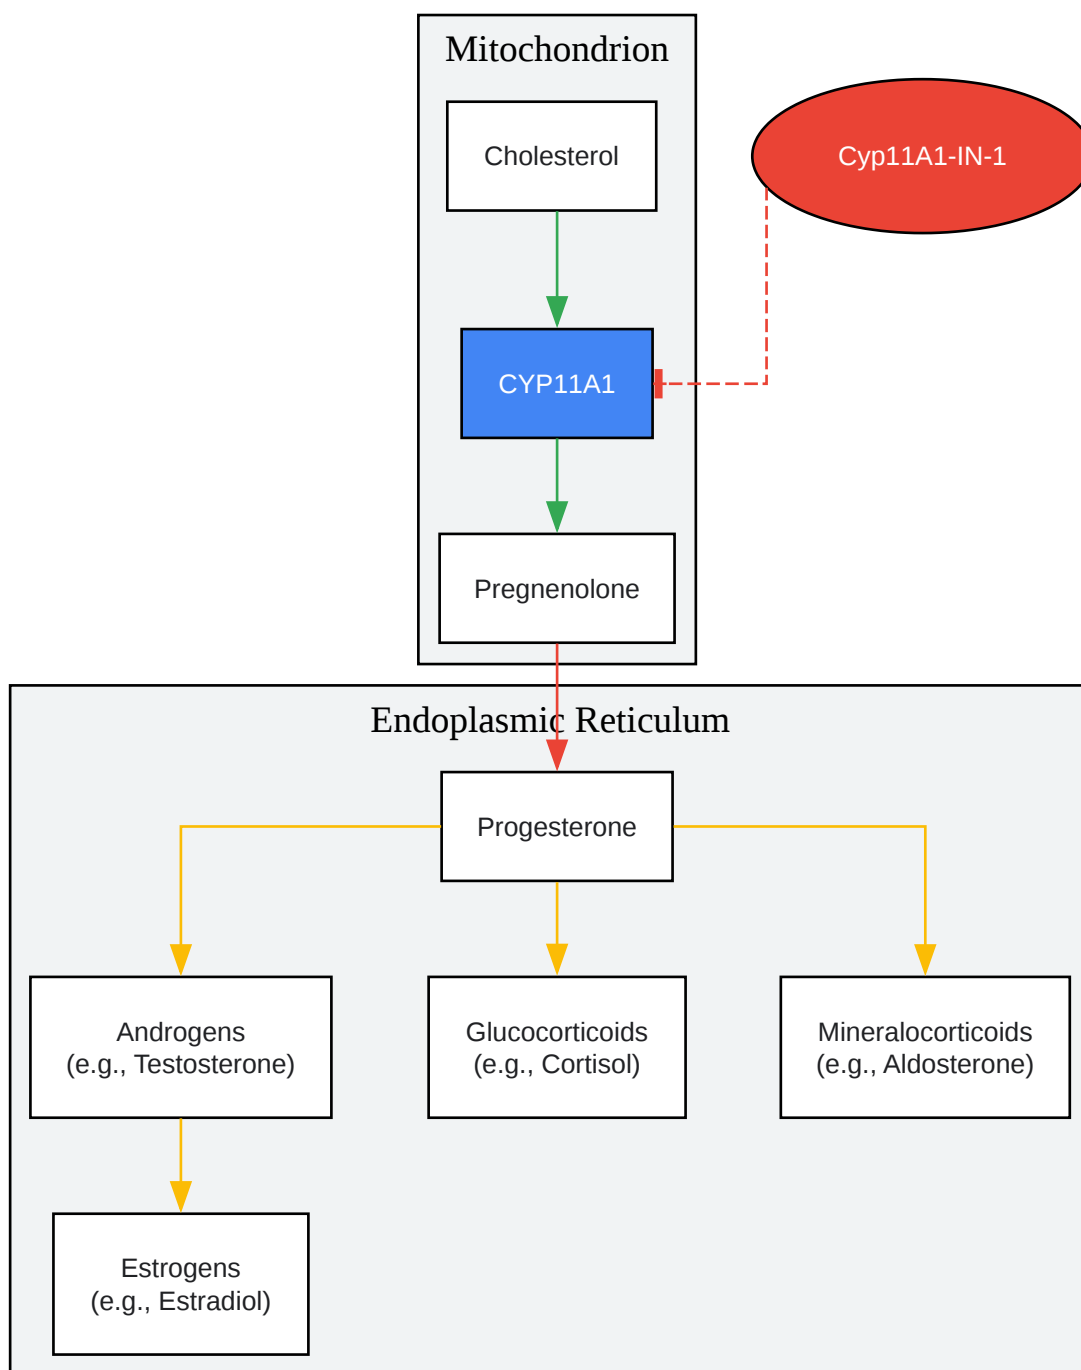 Mitochondrion
Cholesterol
Cyp11A1-IN-1
CYP11A1
Pregnenolone
Endoplasmic Reticulum
Progesterone
Androgens
(e.g., Testosterone)
Glucocorticoids
(e.g., Cortisol)
Mineralocorticoids
(e.g., Aldosterone)
Estrogens
(e.g., Estradiol)